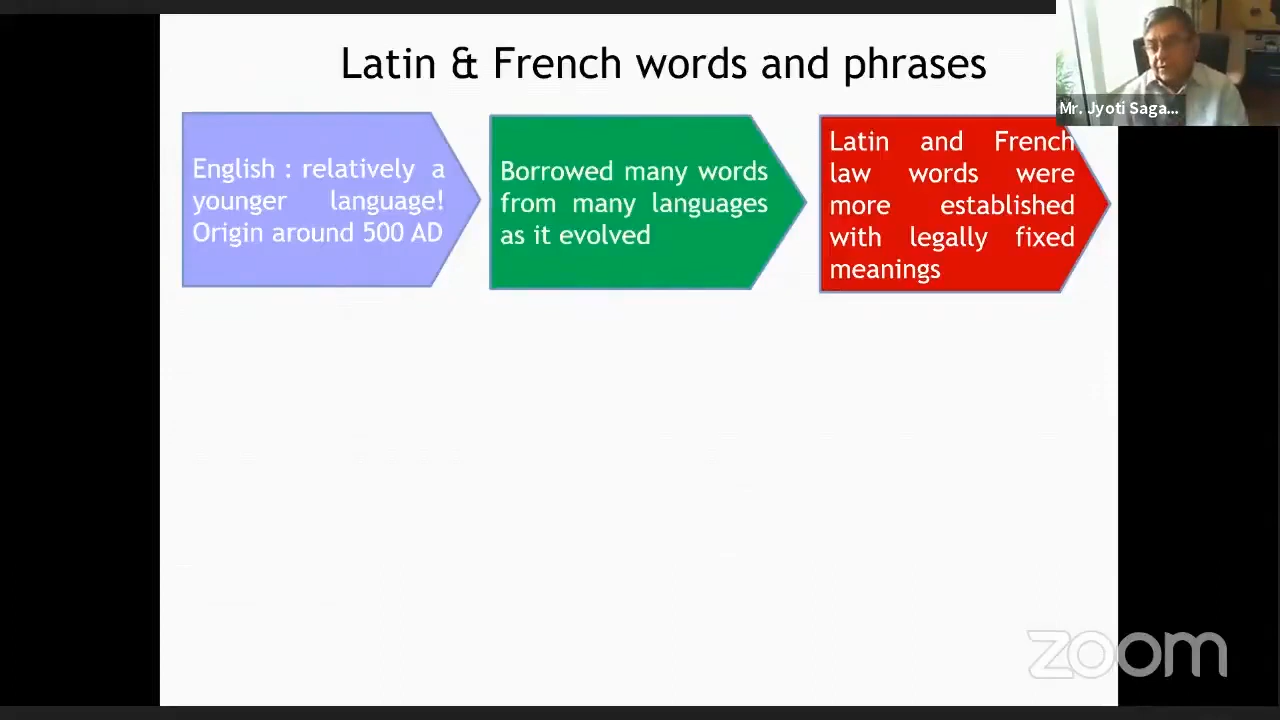 Latin & French words and phrases
Mr. Jyoti Saga...
English : relatively a
younger language!
Origin around 500 AD
Borrowed many words
from many languages
as it evolved
Latin and French
law words were
more established
with legally fixed
meanings
zoom